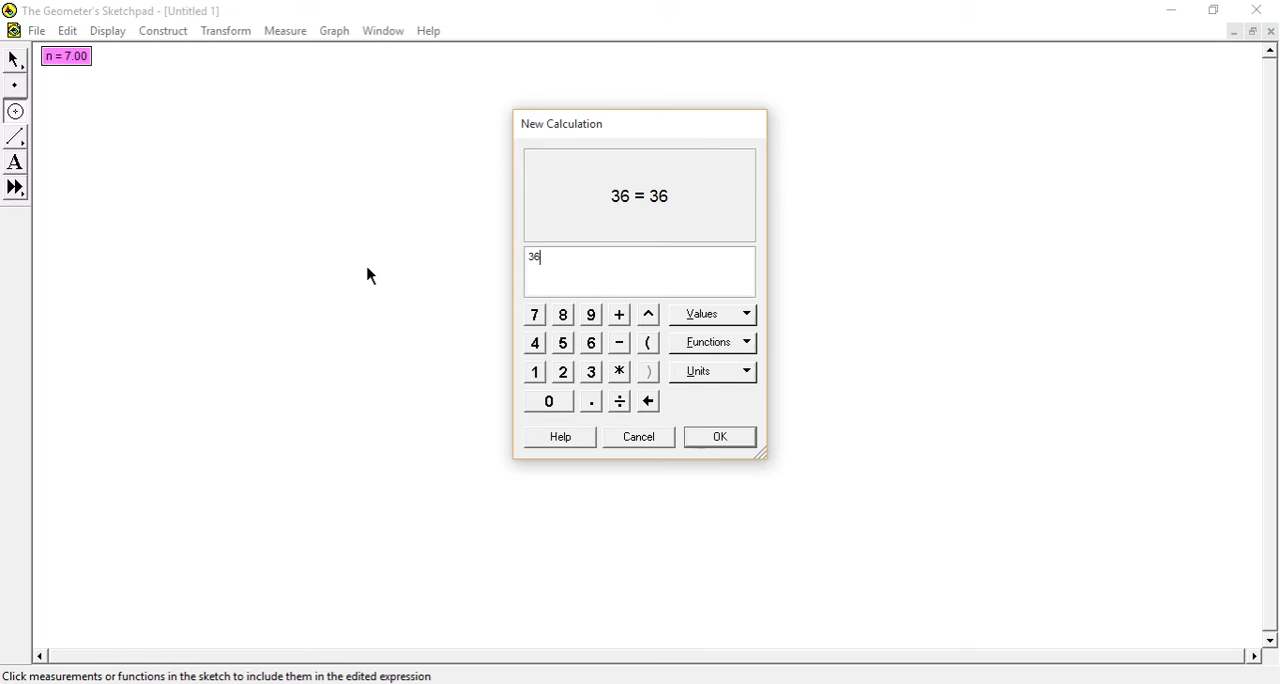 The Geometer's Sketchpad - [Untitled 1]
File Edit Display Construct Transform Measure Graph Window Help
n = 7.00
A
New Calculation
36 = 36
36
7 8 9 + ^ Values
4 5 6 - ( Functions
1 2 3 * ) Units
0 . ÷ ←
Help Cancel OK
Click measurements or functions in the sketch to include them in the edited expression